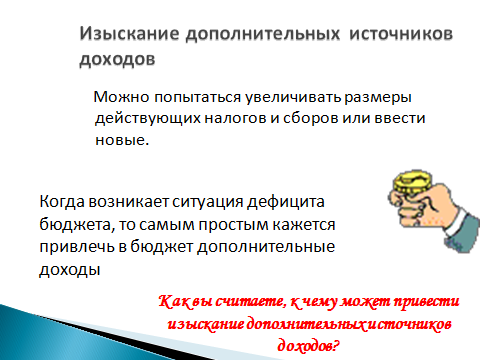 Изыскание дополнительных источников
доходов
Можно попытаться увеличивать размеры
действующих налогов и сборов или ввести
новые.
Когда возникает ситуация дефицита
бюджета, то самым простым кажется
привлечь в бюджет дополнительные
доходы
Как вы считаете, к чему может привести
изыскание дополнительных источников
доходов?